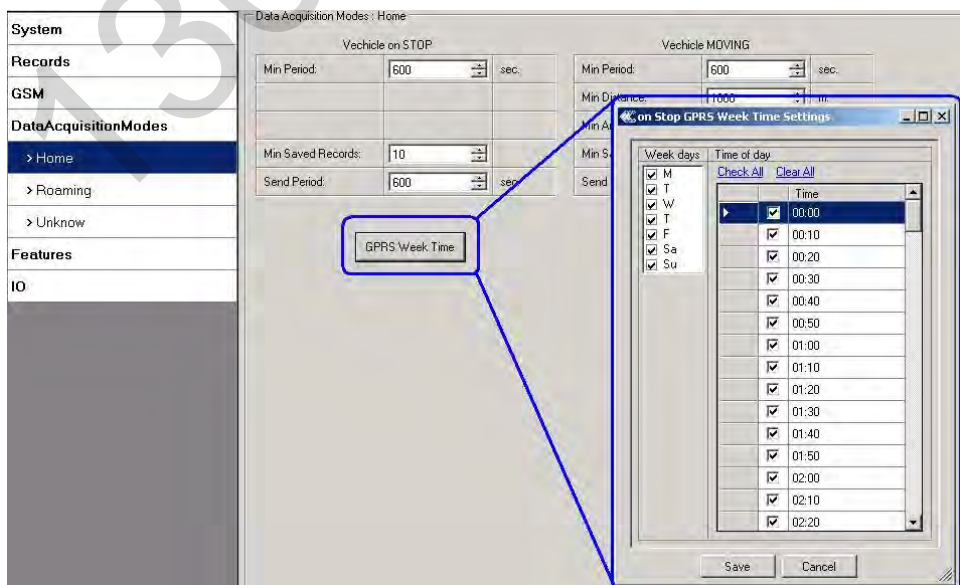 System
Records
GSM
DataAcquisitionModes
> Home
> Roaming
> Unknow
Features
IO
Data Acquisition Modes : Home
Vechicle on STOP
Min Period: 600 sec.
Min Saved Records: 10
Send Period: 600 sec
GPRS Week Time
Vechicle MOVING
Min Period: 600 sec.
Min Distance: 1000 m.
Min
Min
Send
on Stop GPRS Week Time Settings
Week days
M
T
W
T
F
Sa
Su
Time of day
Check All Clear All
Time
00:00
00:10
00:20
00:30
00:40
00:50
01:00
01:10
01:20
01:30
01:40
01:50
02:00
02:10
02:20
Save Cancel